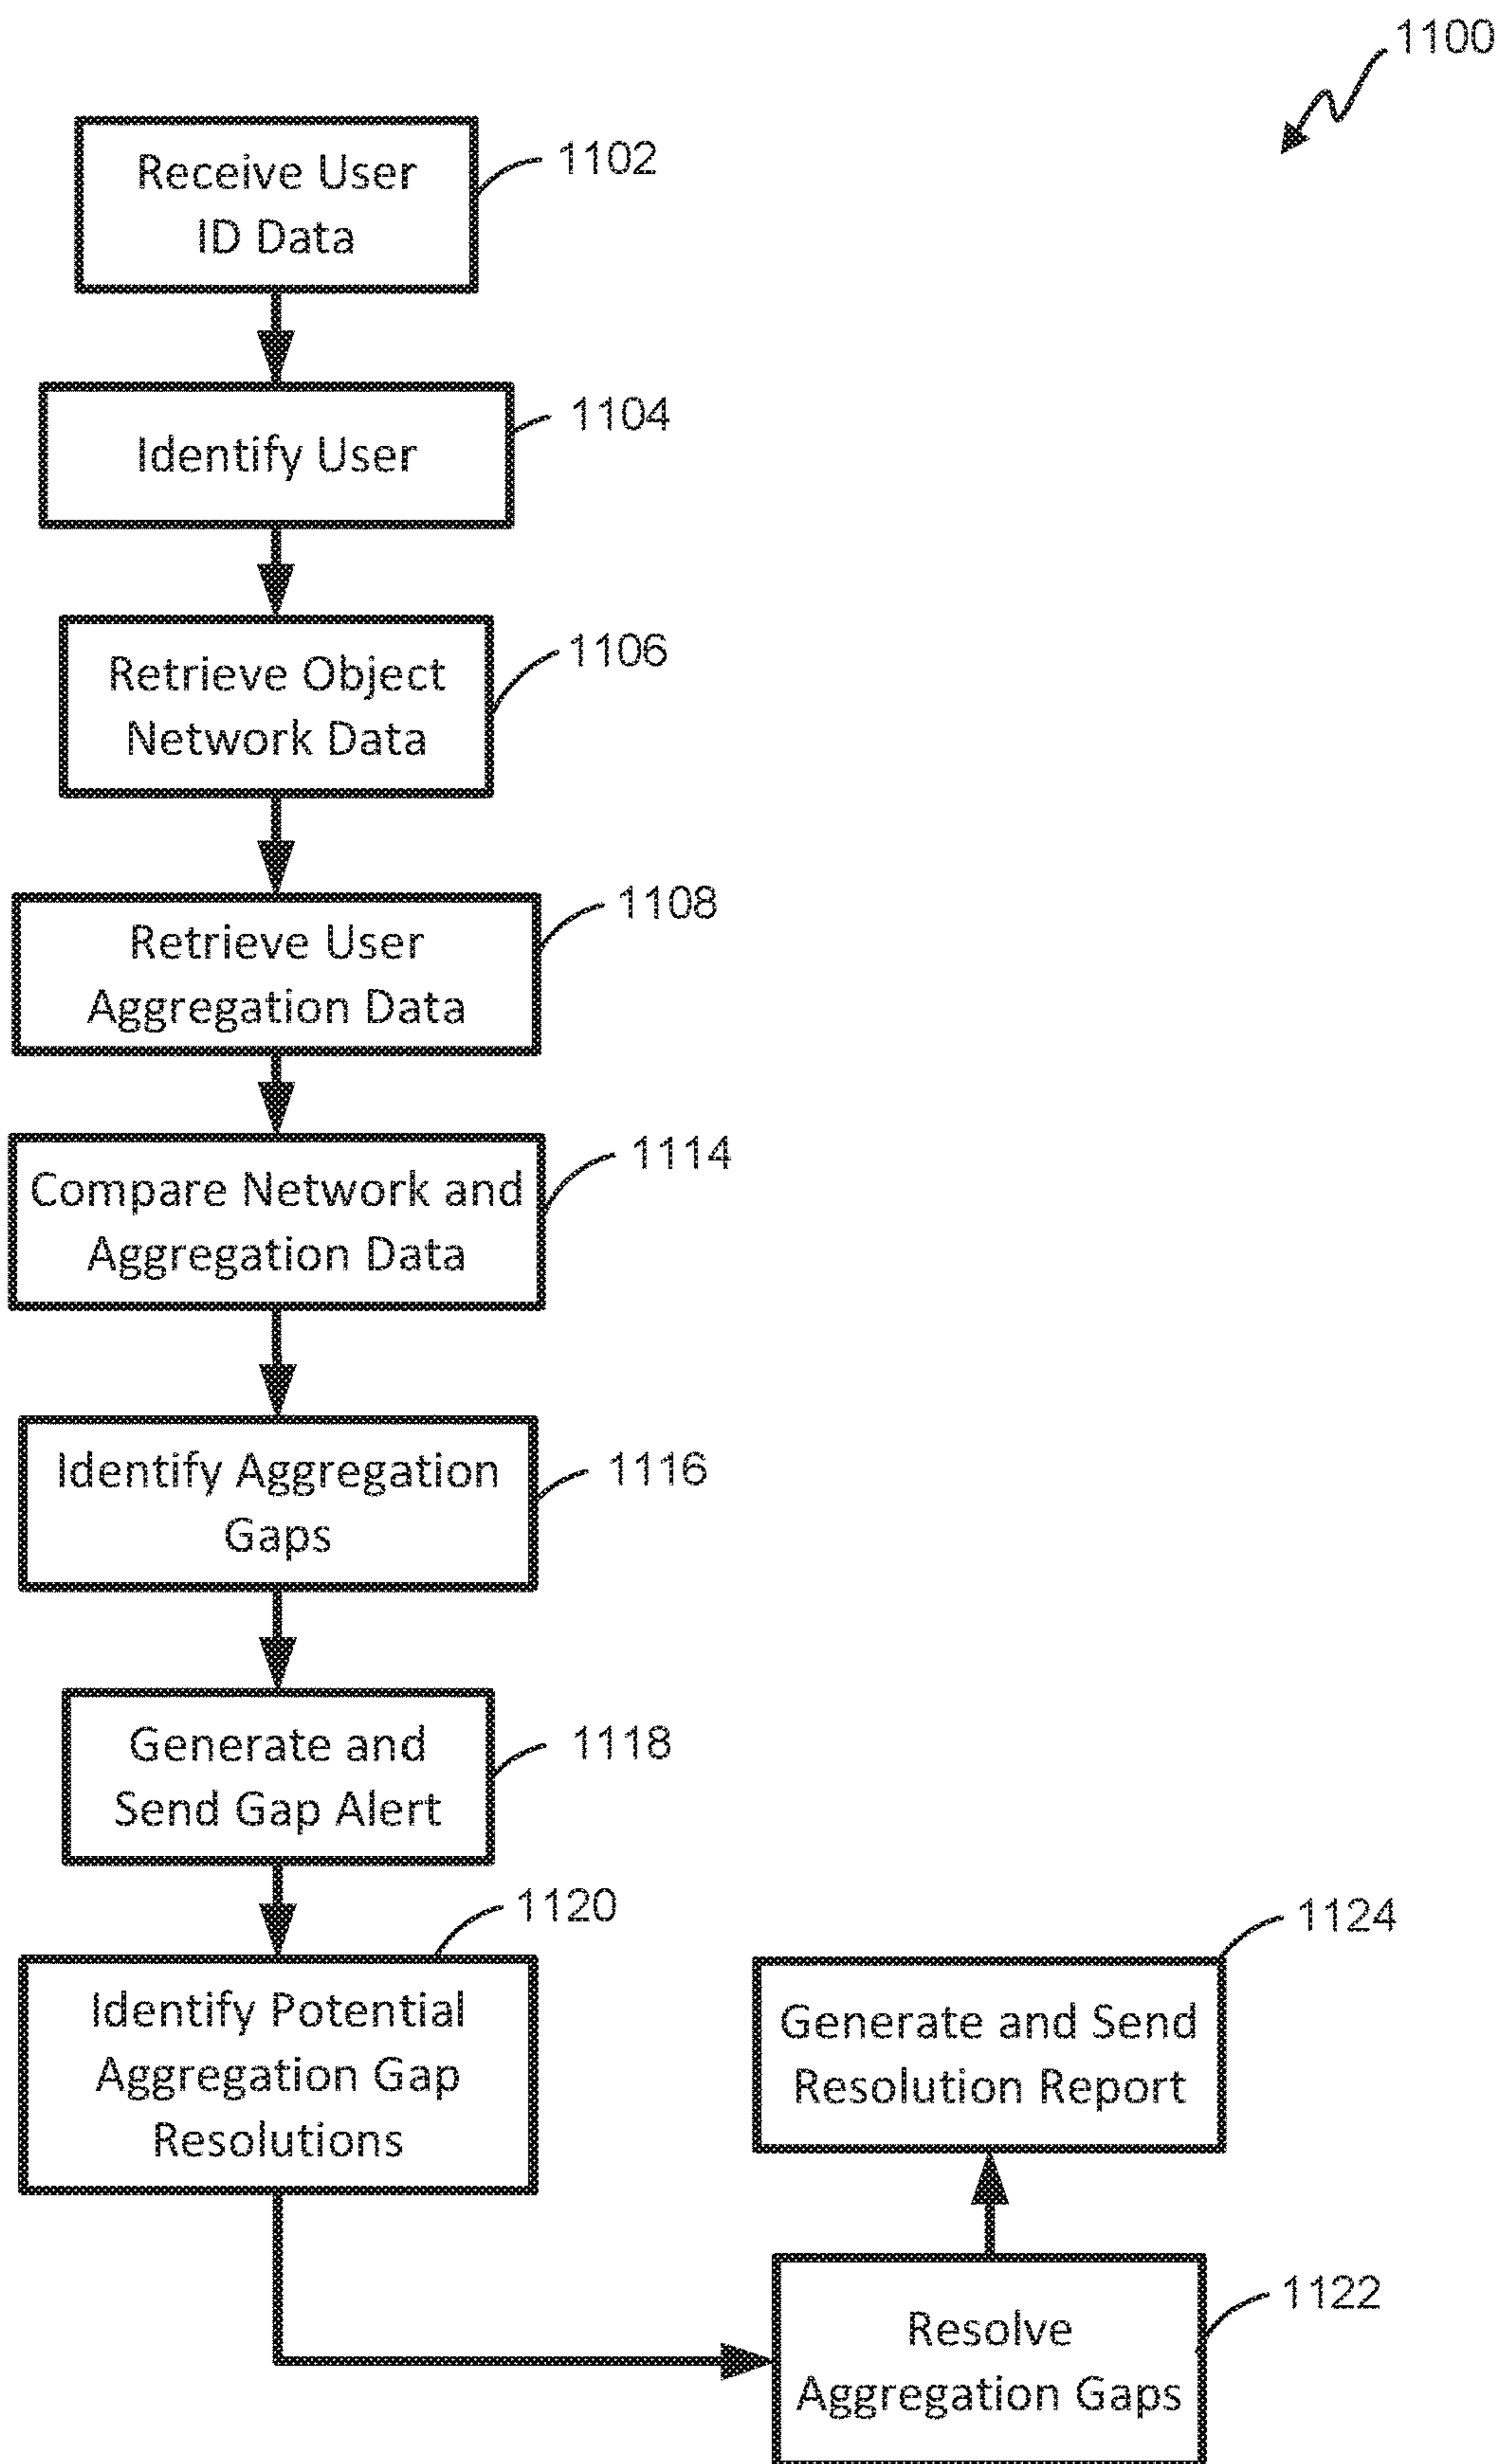 1100
Receive User
ID Data
1102
Identify User
1104
Retrieve Object
Network Data
1106
Retrieve User
Aggregation Data
1108
Compare Network and
Aggregation Data
1114
Identify Aggregation
Gaps
1116
Generate and
Send Gap Alert
1118
Identify Potential
Aggregation Gap
Resolutions
1120
Resolve
Aggregation Gaps
1122
Generate and Send
Resolution Report
1124